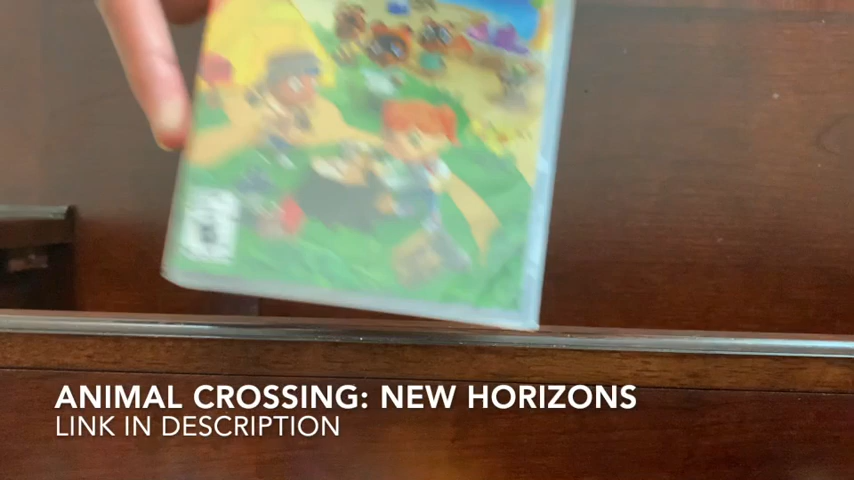 ANIMAL CROSSING: NEW HORIZONS
LINK IN DESCRIPTION